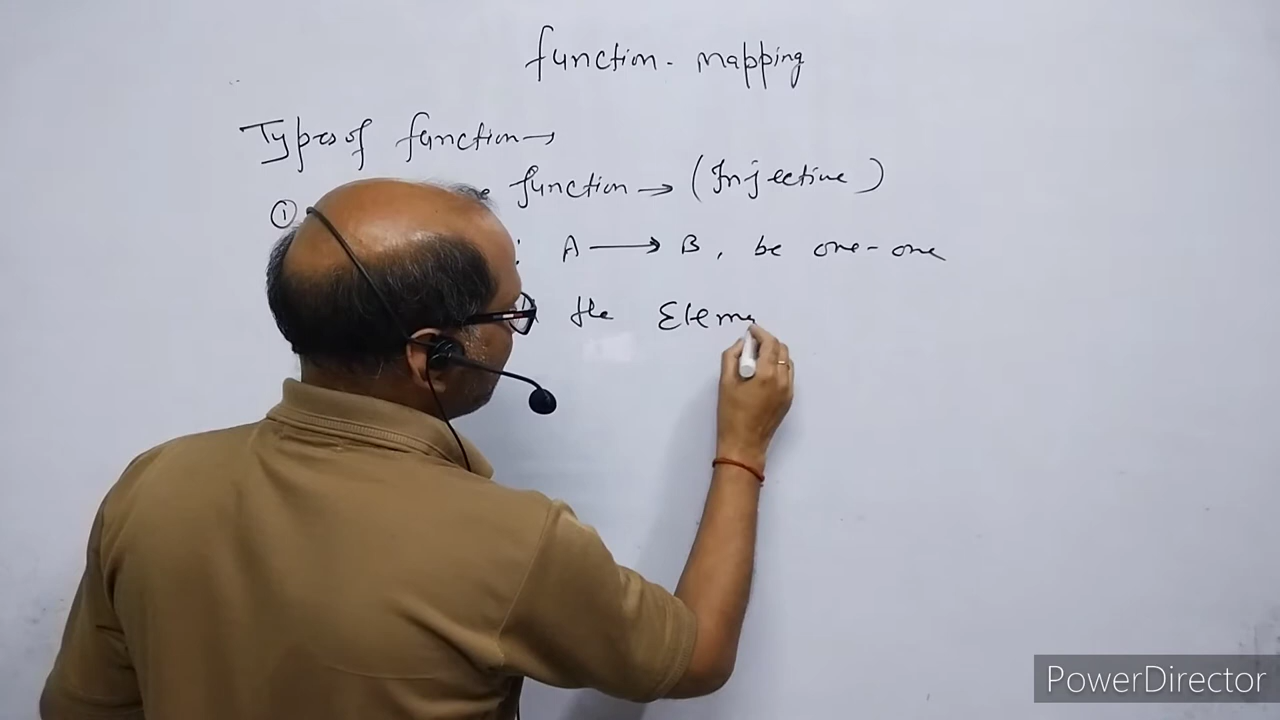 function - mapping
Types of function →
① function → (Injective)
: A → B, be one-one
the Eleme
PowerDirector